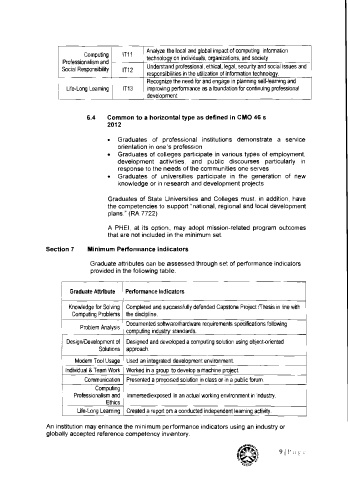 Computing Professionalism and Social Responsibility
IT11
Analyze the local and global impact of computing information
technology on individuals, organizations, and society
IT12
Understand professional, ethical, legal, security and social issues and
responsibilities in the utilization of information technology.
Life-Long Learning
IT13
Recognize the need for and engage in planning self-learning and
improving performance as a foundation for continuing professional
development
6.4 Common to a horizontal type as defined in CMO 46 s
2012
• Graduates of professional institutions demonstrate a service
orientation in one's profession
• Graduates of colleges participate in various types of employment,
development activities, and public discourses particularly in
response to the needs of the communities one serves
• Graduates of universities participate in the generation of new
knowledge or in research and development projects
Graduates of State Universities and Colleges must, in addition, have
the competencies to support "national, regional and local development
plans." (RA 7722)
A PHEI, at its option, may adopt mission-related program outcomes
that are not included in the minimum set.
Section 7 Minimum Performance Indicators
Graduate attributes can be assessed through set of performance indicators
provided in the following table.
Graduate Attribute
Performance Indicators
Knowledge for Solving
Computing Problems
Completed and successfully defended Capstone Project /Thesis in line with
the discipline.
Problem Analysis
Documented software/hardware requirements specifications following
computing industry standards.
Design/Development of
Solutions
Designed and developed a computing solution using object-oriented
approach.
Modern Tool Usage
Used an integrated development environment.
Individual & Team Work
Worked in a group to develop a machine project.
Communication
Presented a proposed solution in class or in a public forum.
Computing
Professionalism and
Ethics
Immersed/exposed in an actual working environment in industry.
Life-Long Learning
Created a report on a conducted independent learning activity.
An institution may enhance the minimum performance indicators using an industry or
globally accepted reference competency inventory.
9 | Page